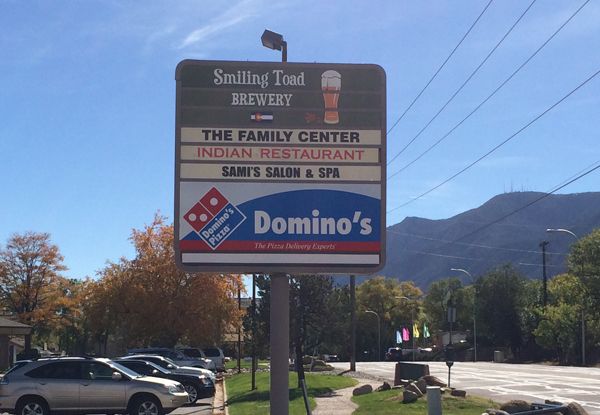 Smiling Toad
BREWERY
THE FAMILY CENTER
INDIAN RESTAURANT
SAMI'S SALON & SPA
Domino's
Pizza
Domino's
The Pizza Delivery Experts